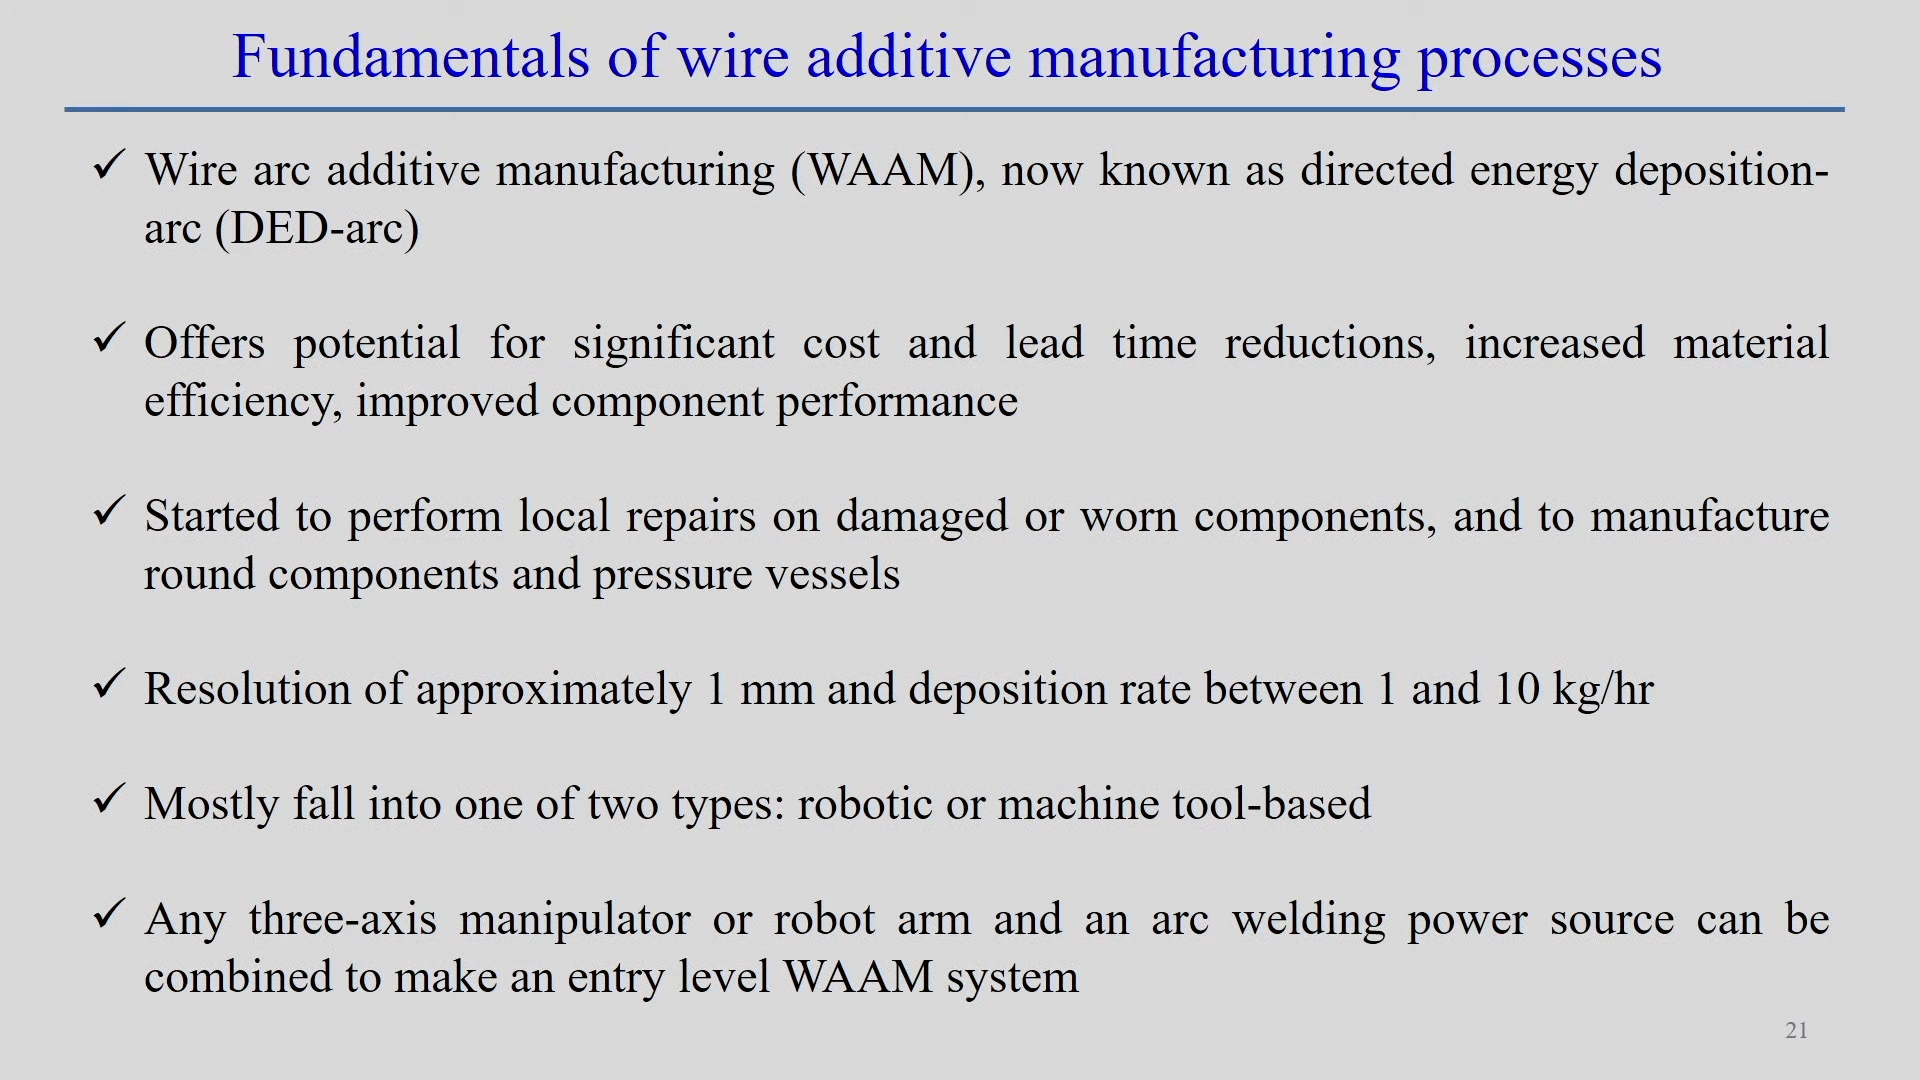 Fundamentals of wire additive manufacturing processes
✓ Wire arc additive manufacturing (WAAM), now known as directed energy deposition-
arc (DED-arc)
✓ Offers potential for significant cost and lead time reductions, increased material
efficiency, improved component performance
✓ Started to perform local repairs on damaged or worn components, and to manufacture
round components and pressure vessels
✓ Resolution of approximately 1 mm and deposition rate between 1 and 10 kg/hr
✓ Mostly fall into one of two types: robotic or machine tool-based
✓ Any three-axis manipulator or robot arm and an arc welding power source can be
combined to make an entry level WAAM system
21